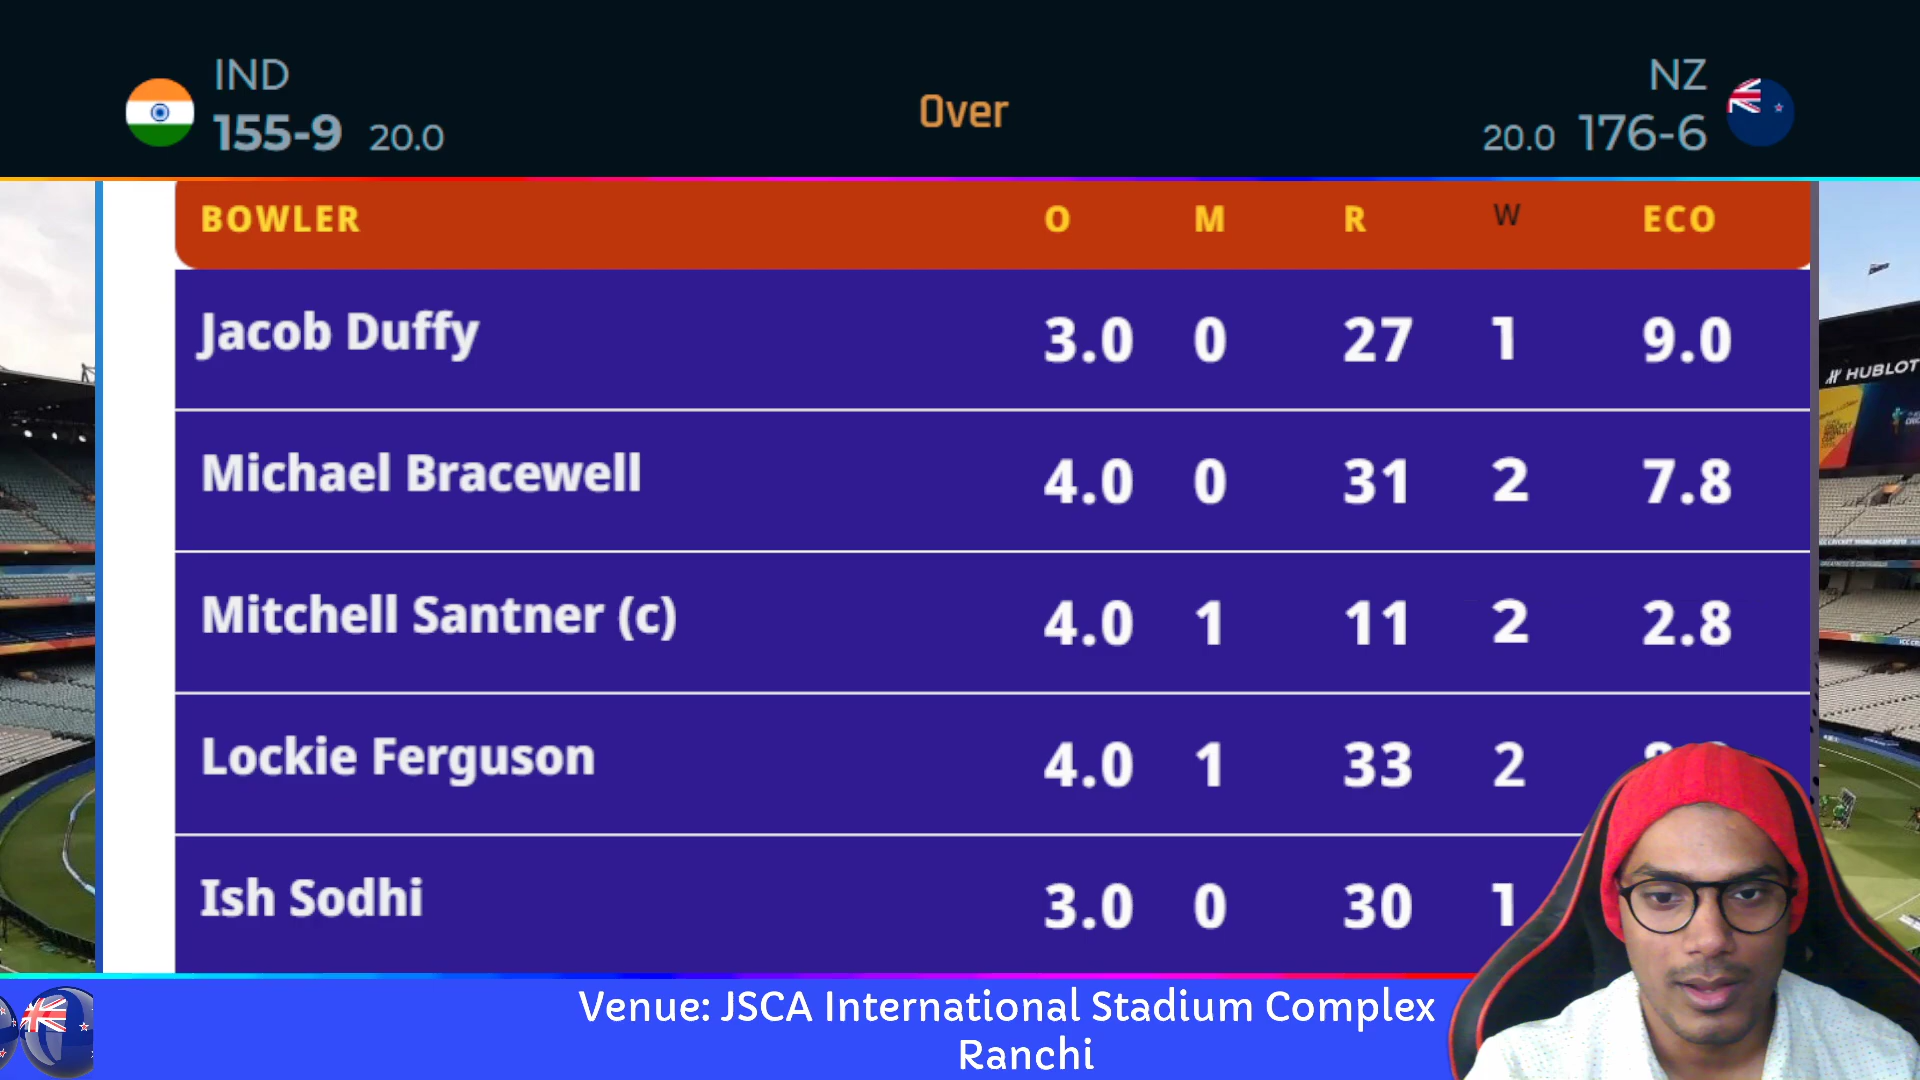 IND
155-9 20.0
Over
NZ
20.0 176-6
BOWLER O M R W ECO
Jacob Duffy 3.0 0 27 1 9.0
Michael Bracewell 4.0 0 31 2 7.8
Mitchell Santner (c) 4.0 1 11 2 2.8
Lockie Ferguson 4.0 1 33 2
Ish Sodhi 3.0 0 30 1
HUBLOT
Venue: JSCA International Stadium Complex
Ranchi